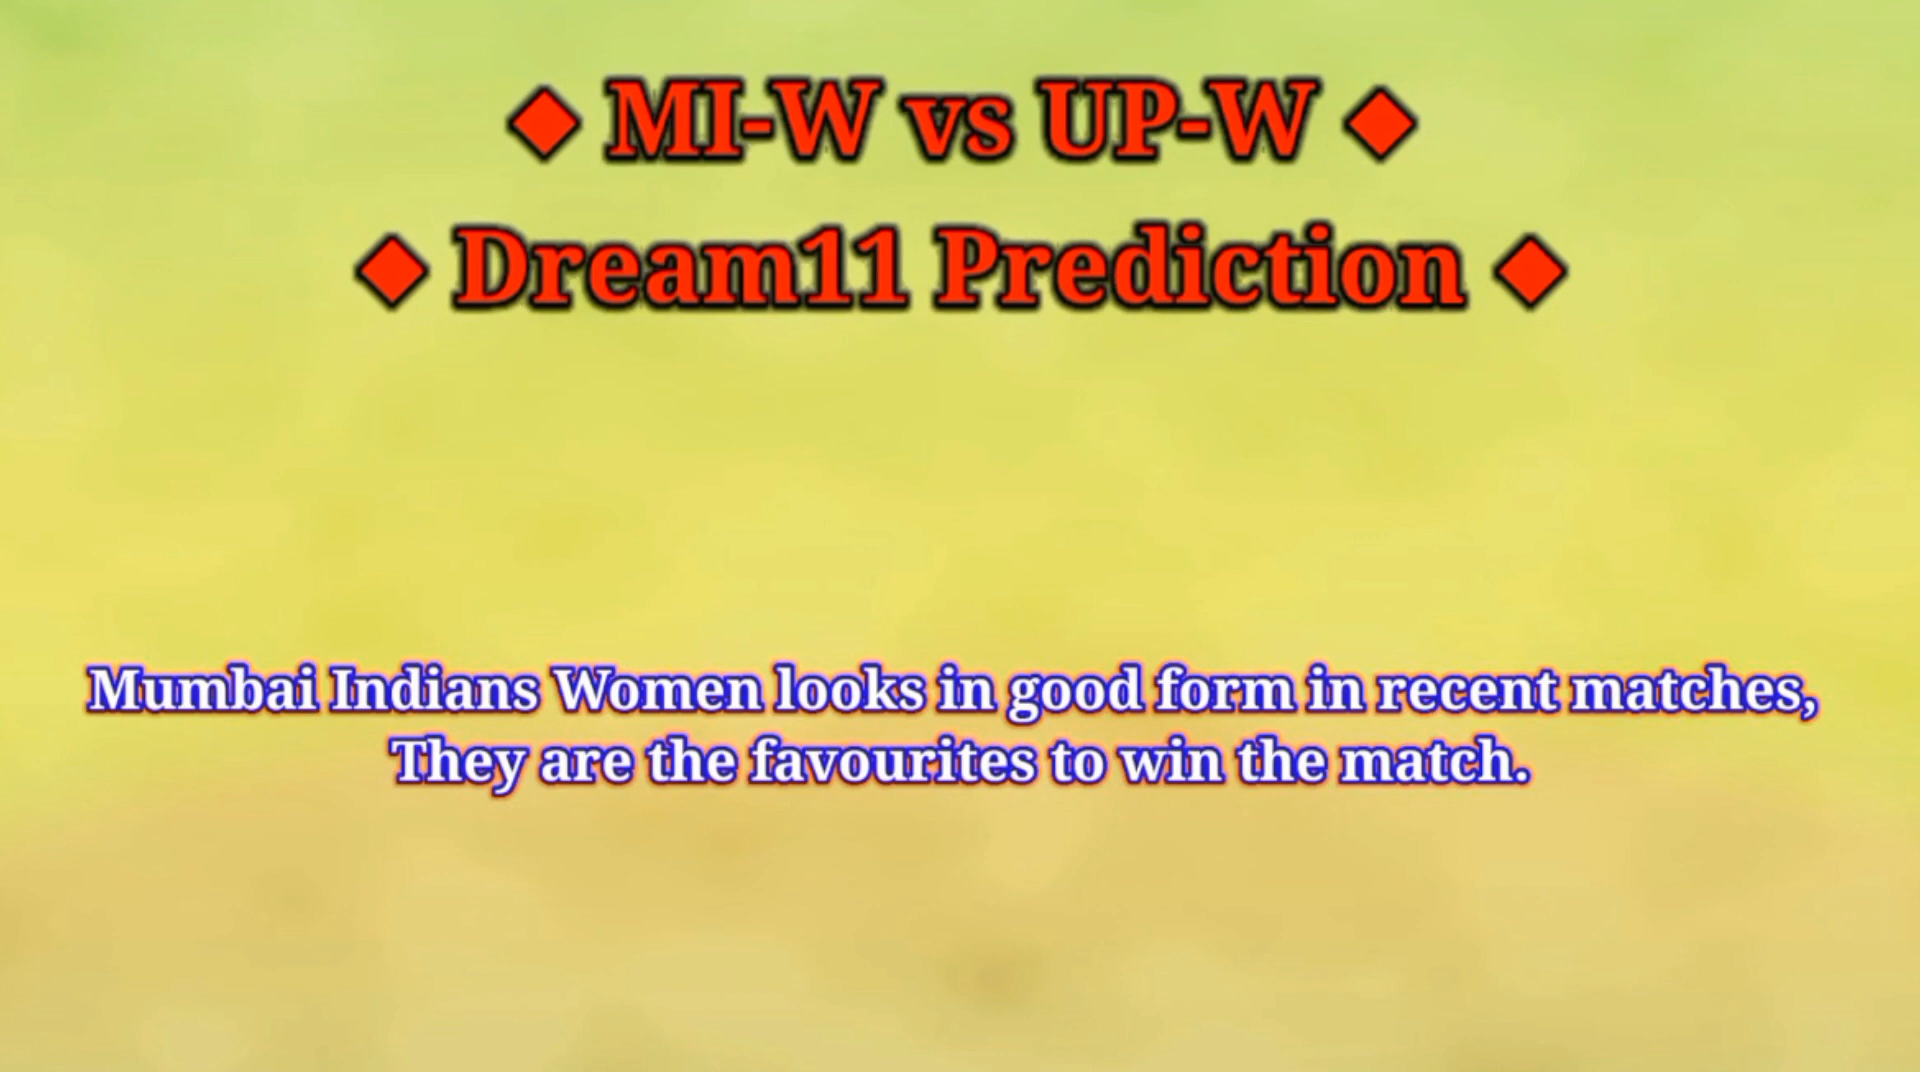 ◆ MI-W vs UP-W ◆
◆ Dream11 Prediction ◆
Mumbai Indians Women looks in good form in recent matches,
They are the favourites to win the match.